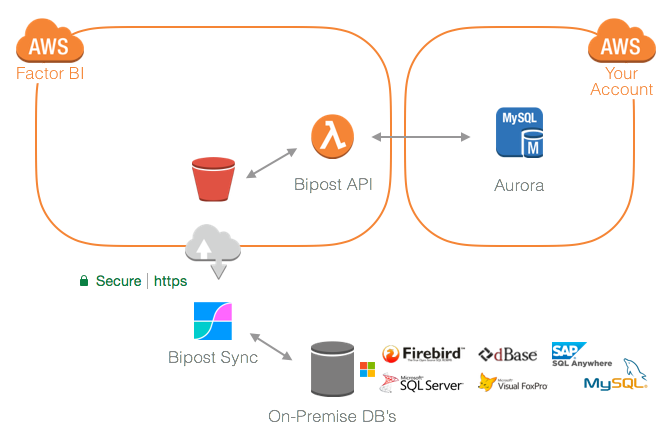 AWS
Factor BI
AWS
Your
Account
MySQL
M
λ
Bipost API
Aurora
Secure | https
Bipost Sync
Firebird™
dBase
SAP
SQL Anywhere
Microsoft
SQL Server
Microsoft
Visual FoxPro
MySQL®
On-Premise DB's